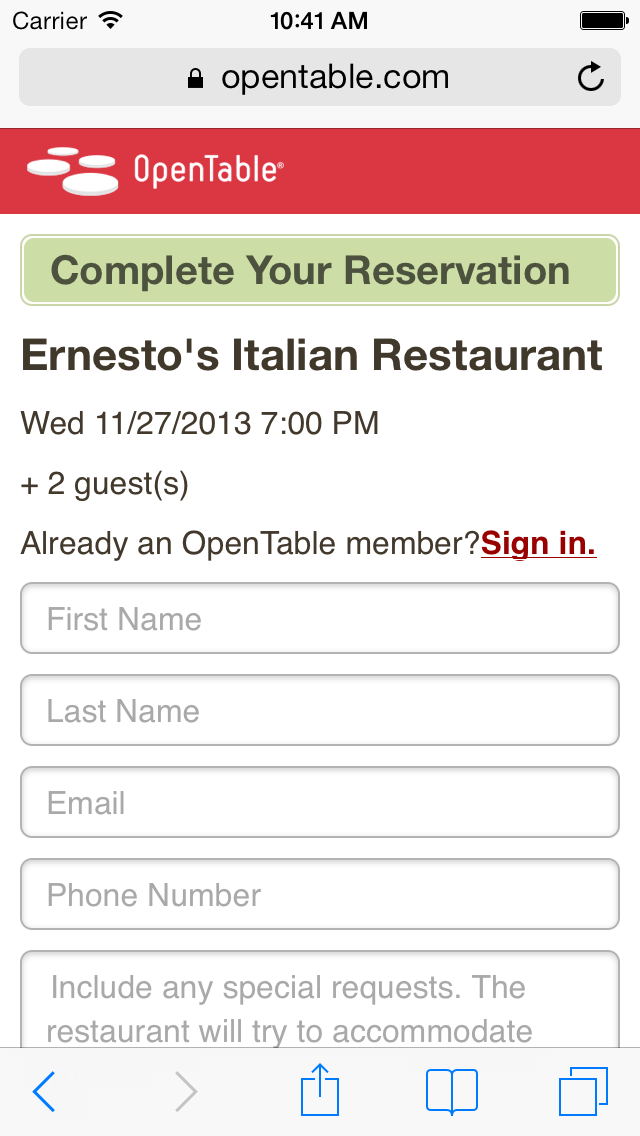 Carrier 10:41 AM
opentable.com
OpenTable®
Complete Your Reservation
Ernesto's Italian Restaurant
Wed 11/27/2013 7:00 PM
+ 2 guest(s)
Already an OpenTable member?Sign in.
First Name
Last Name
Email
Phone Number
Include any special requests. The
restaurant will try to accommodate